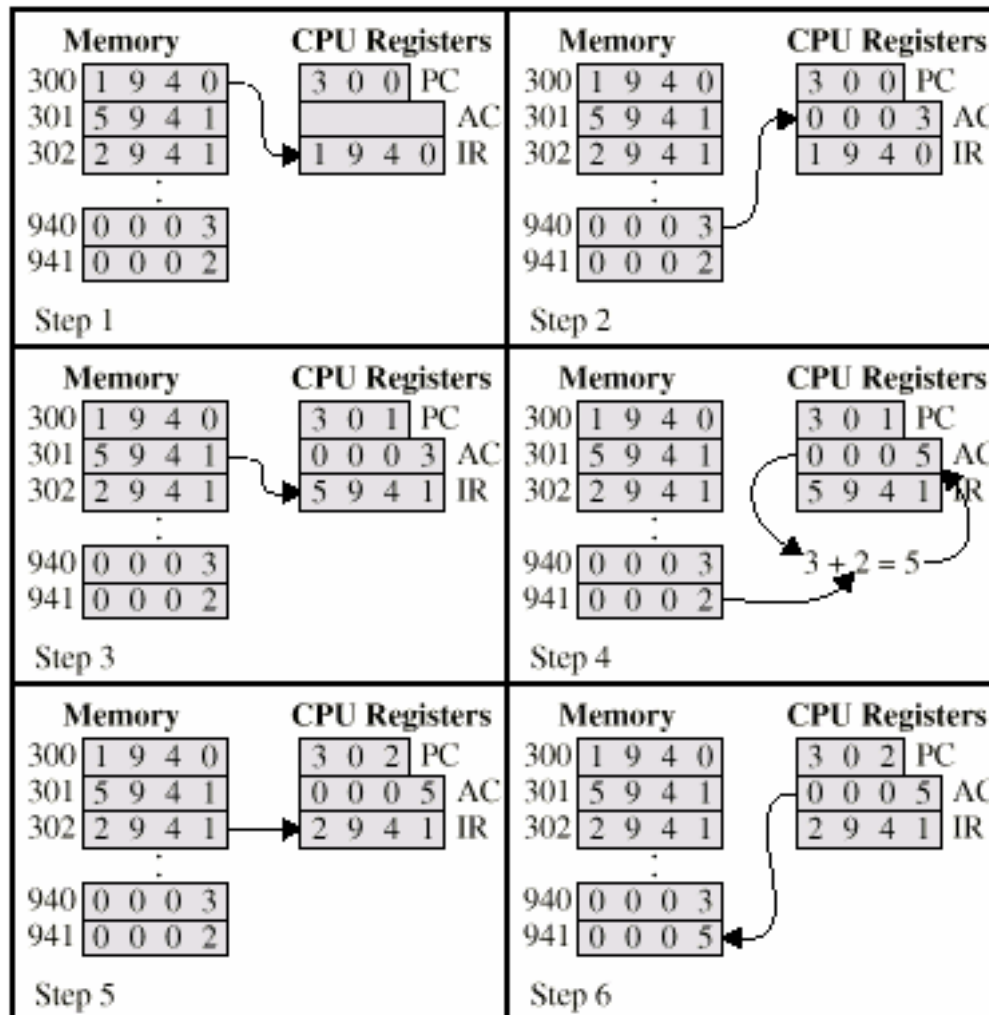 Memory CPU Registers
300 1 9 4 0 3 0 0 PC
301 5 9 4 1 AC
302 2 9 4 1 1 9 4 0 IR
:
940 0 0 0 3
941 0 0 0 2
Step 1
Memory CPU Registers
300 1 9 4 0 3 0 0 PC
301 5 9 4 1 0 0 0 3 AC
302 2 9 4 1 1 9 4 0 IR
:
940 0 0 0 3
941 0 0 0 2
Step 2
Memory CPU Registers
300 1 9 4 0 3 0 1 PC
301 5 9 4 1 0 0 0 3 AC
302 2 9 4 1 5 9 4 1 IR
:
940 0 0 0 3
941 0 0 0 2
Step 3
Memory CPU Registers
300 1 9 4 0 3 0 1 PC
301 5 9 4 1 0 0 0 5 AC
302 2 9 4 1 5 9 4 1 IR
:
940 0 0 0 3 3 + 2 = 5
941 0 0 0 2
Step 4
Memory CPU Registers
300 1 9 4 0 3 0 2 PC
301 5 9 4 1 0 0 0 5 AC
302 2 9 4 1 2 9 4 1 IR
:
940 0 0 0 3
941 0 0 0 2
Step 5
Memory CPU Registers
300 1 9 4 0 3 0 2 PC
301 5 9 4 1 0 0 0 5 AC
302 2 9 4 1 2 9 4 1 IR
:
940 0 0 0 3
941 0 0 0 5
Step 6